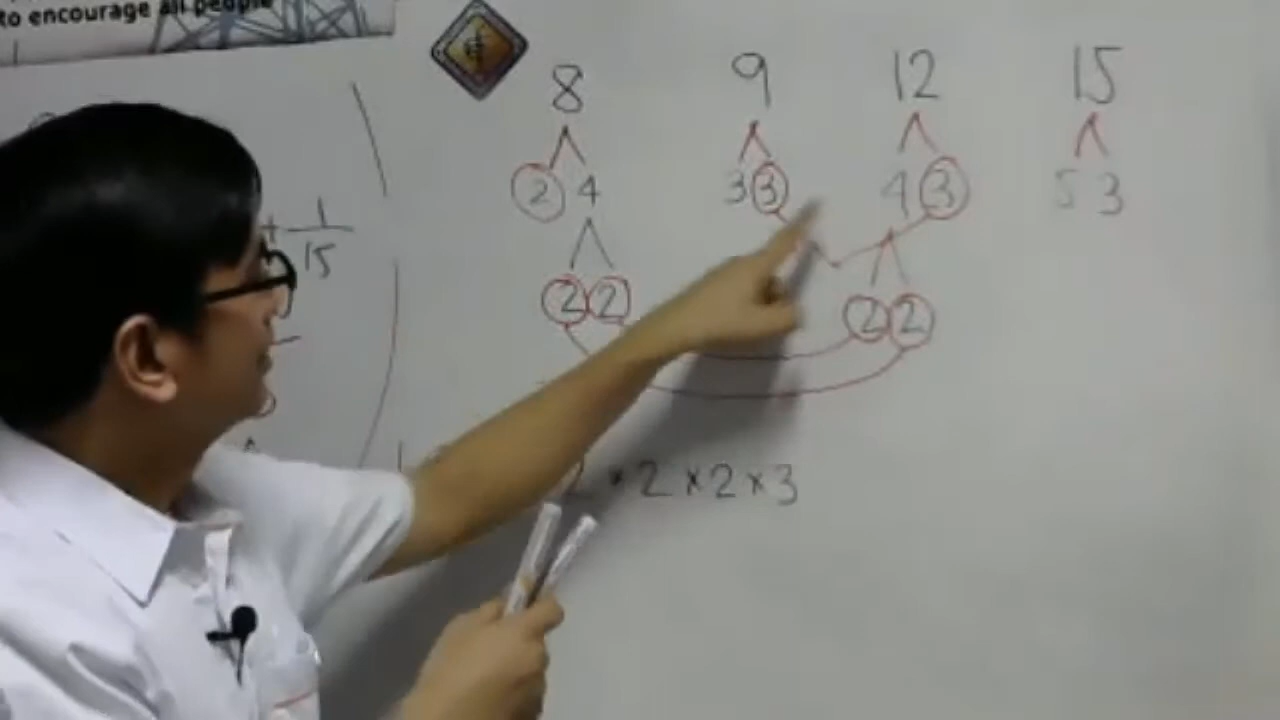 to encourage all people
8 9 12 15
2 4 3 3 4 3 5 3
+ 1/15
2 2 2 2
2 × 2 × 2 × 3